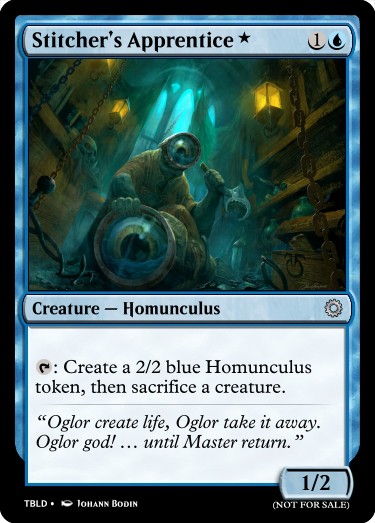 Stitcher's Apprentice ★ 1
Creature — Homunculus
: Create a 2/2 blue Homunculus
token, then sacrifice a creature.
“Oglor create life, Oglor take it away.
Oglor god! … until Master return.”
1/2
TBLD • Johann Bodin
(NOT FOR SALE)